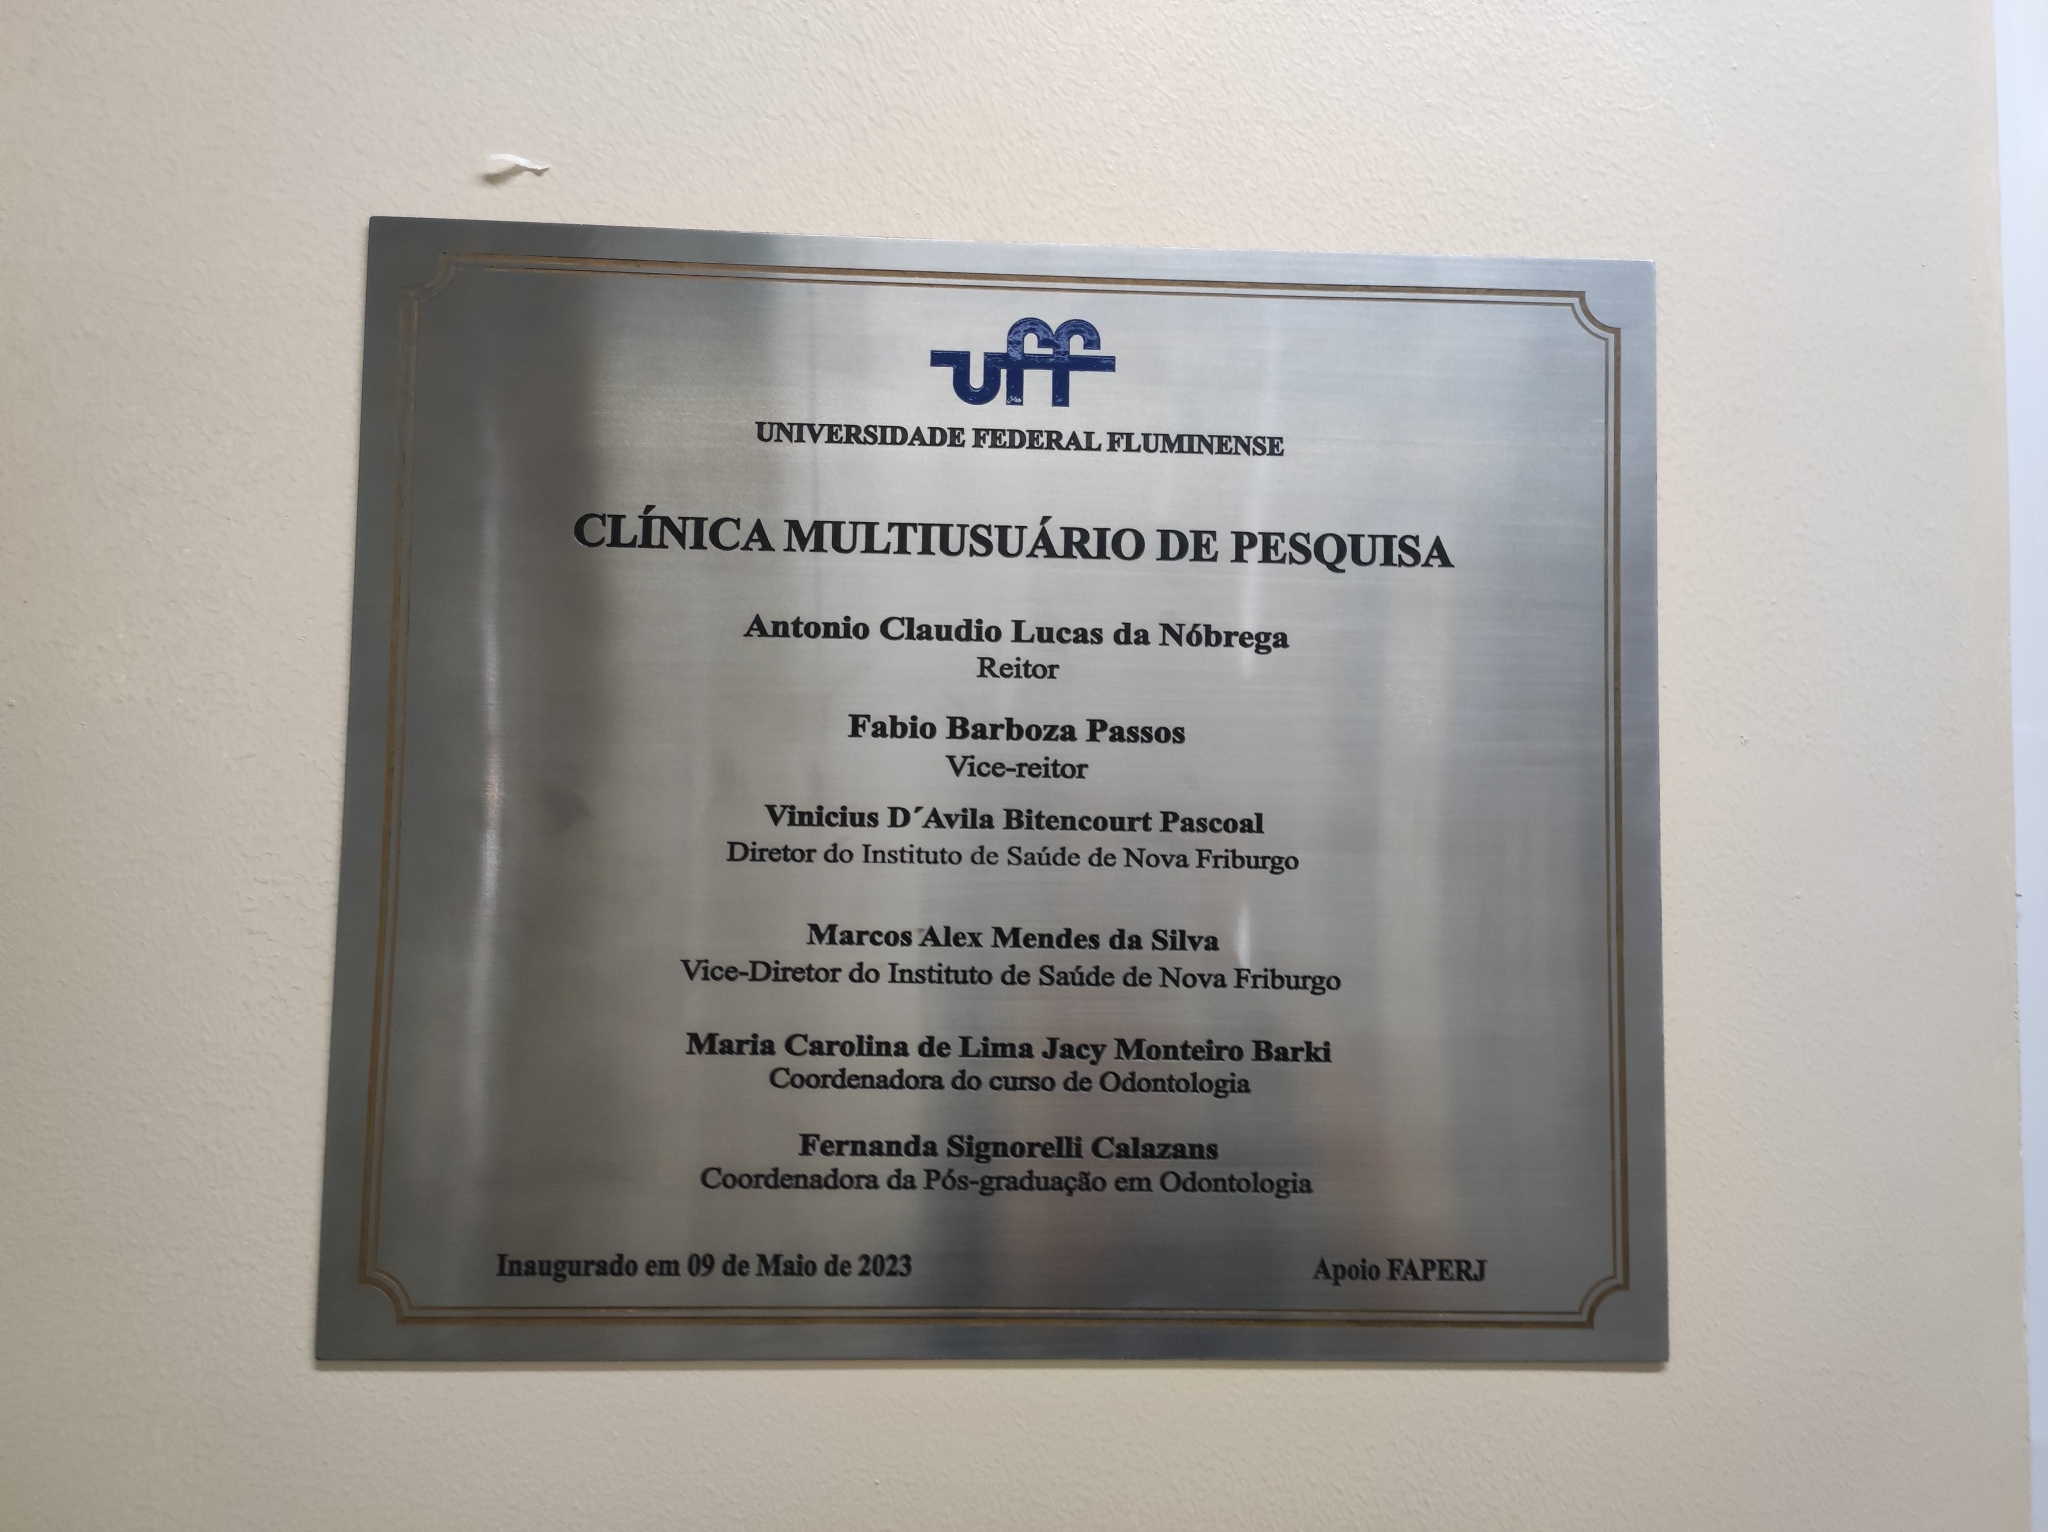 uff
UNIVERSIDADE FEDERAL FLUMINENSE
CLÍNICA MULTIUSUÁRIO DE PESQUISA
Antonio Claudio Lucas da Nóbrega
Reitor
Fabio Barboza Passos
Vice-reitor
Vinicius D´Avila Bitencourt Pascoal
Diretor do Instituto de Saúde de Nova Friburgo
Marcos Alex Mendes da Silva
Vice-Diretor do Instituto de Saúde de Nova Friburgo
Maria Carolina de Lima Jacy Monteiro Barki
Coordenadora do curso de Odontologia
Fernanda Signorelli Calazans
Coordenadora da Pós-graduação em Odontologia
Inaugurado em 09 de Maio de 2023
Apoio FAPERJ